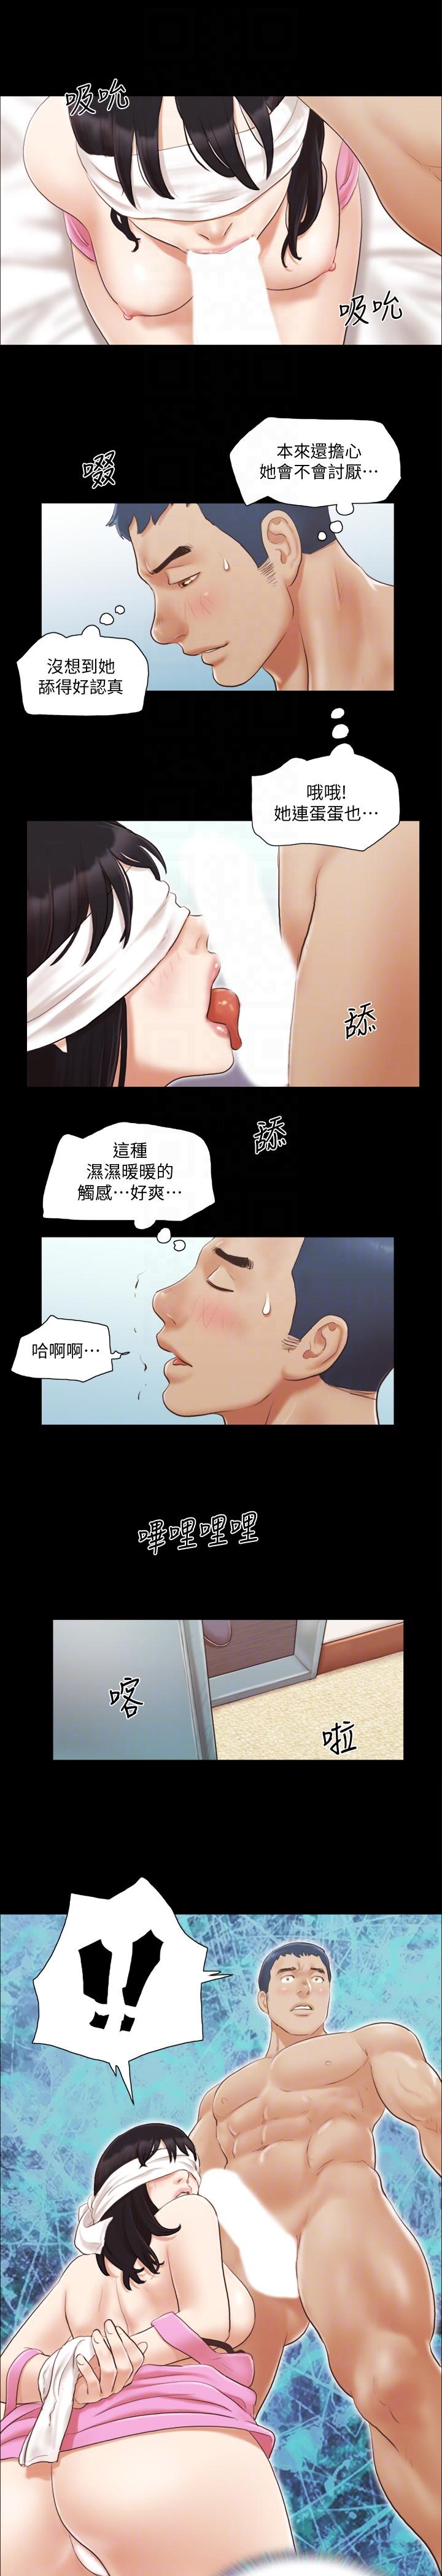 吸吮
吸吮
啜
本來還擔心
她會不會討厭…
沒想到她
舔得好認真
哦哦!
她連蛋蛋也…
舔
舔
這種
濕濕暖暖的
觸感…好爽…
哈啊啊…
嗶哩哩哩
喀
啦
!!